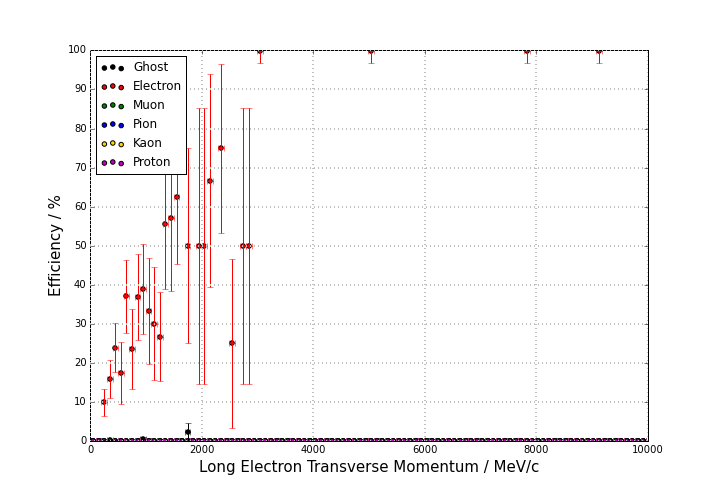 100
90
80
70
60
50
40
30
20
10
0
Efficiency / %
Ghost
Electron
Muon
Pion
Kaon
Proton
0 2000 4000 6000 8000 10000
Long Electron Transverse Momentum / MeV/c